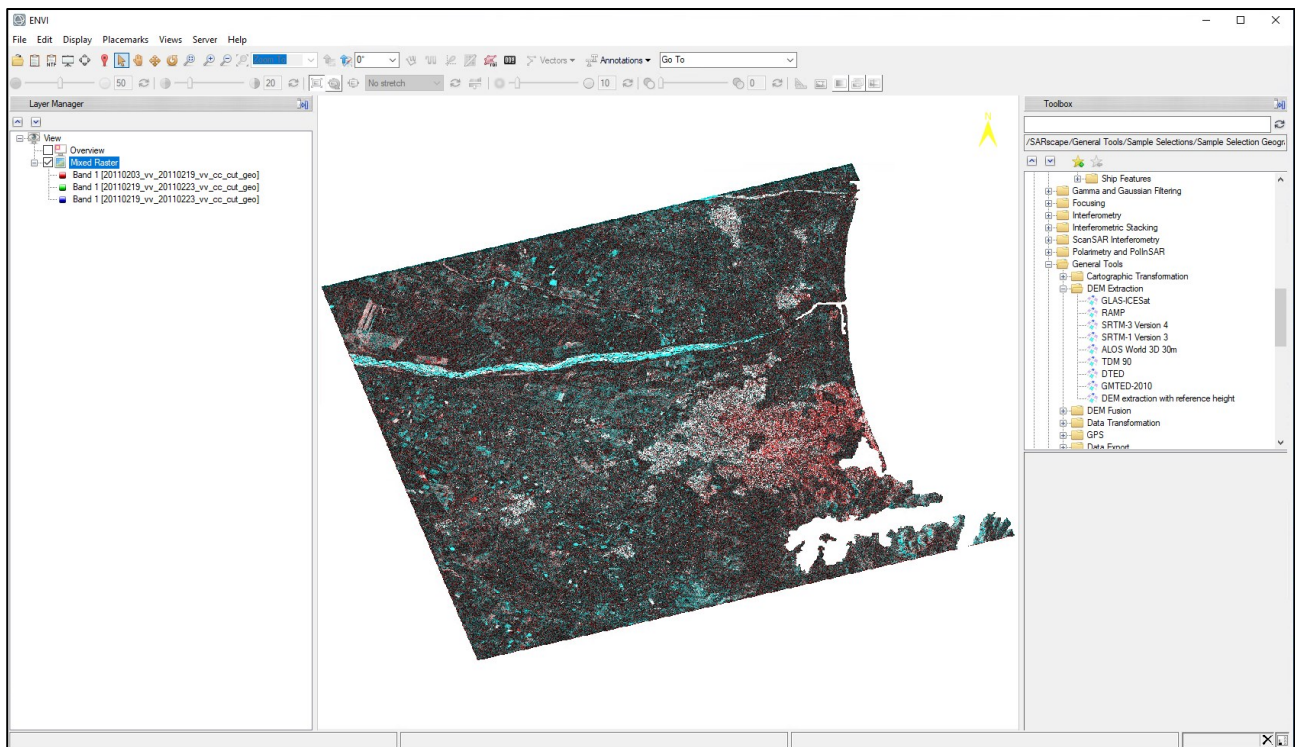 ENVI
File Edit Display Placemarks Views Server Help
0° Vectors Annotations Go To
50 20 No stretch 10 0
Layer Manager
View
Overview
Mixed Raster
Band 1 [20110203_vv_20110219_vv_cc_cut_geo]
Band 1 [20110219_vv_20110223_vv_cc_cut_geo]
Band 1 [20110219_vv_20110223_vv_cc_cut_geo]
N
Toolbox
/SARscape/General Tools/Sample Selections/Sample Selection Geogr
Ship Features
Gamma and Gaussian Filtering
Focusing
Interferometry
Interferometric Stacking
ScanSAR Interferometry
Polarimetry and PolInSAR
General Tools
Cartographic Transformation
DEM Extraction
GLAS-ICESat
RAMP
SRTM-3 Version 4
SRTM-1 Version 3
ALOS World 3D 30m
TDM 90
DTED
GMTED-2010
DEM extraction with reference height
DEM Fusion
Data Transformation
GPS
Data Export